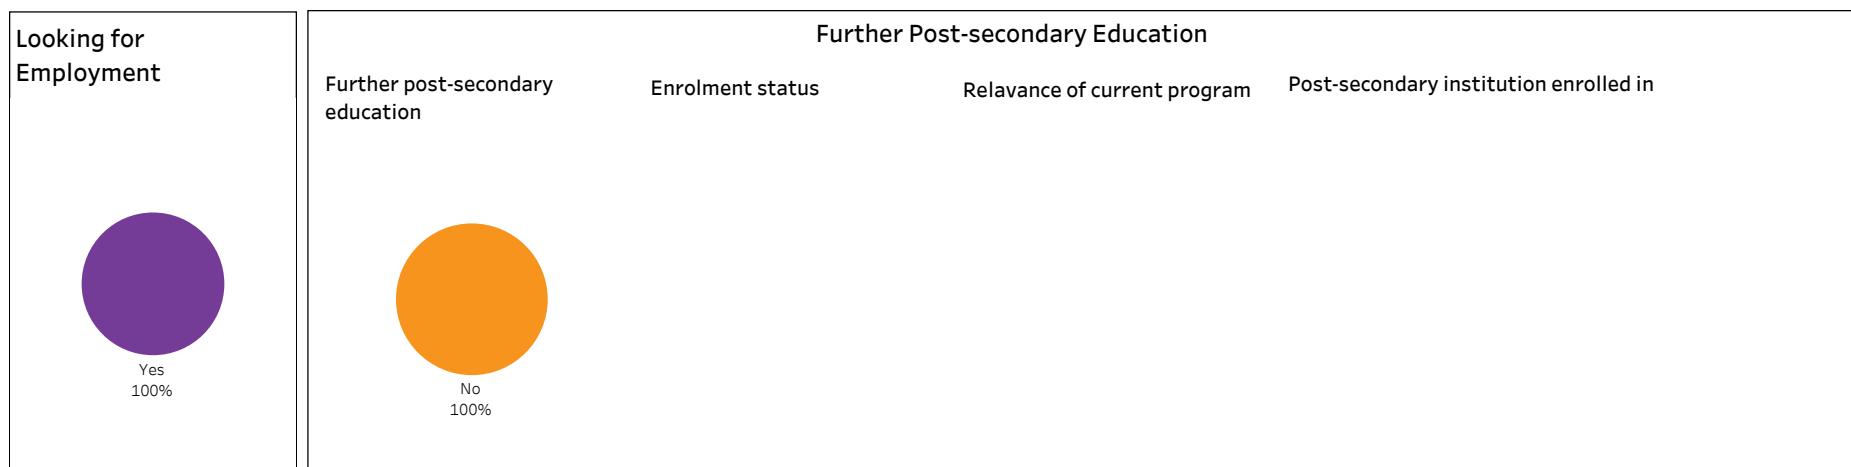 Looking for
Employment
Yes
100%
Further Post-secondary Education
Further post-secondary
education
No
100%
Enrolment status
Relavance of current program
Post-secondary institution enrolled in